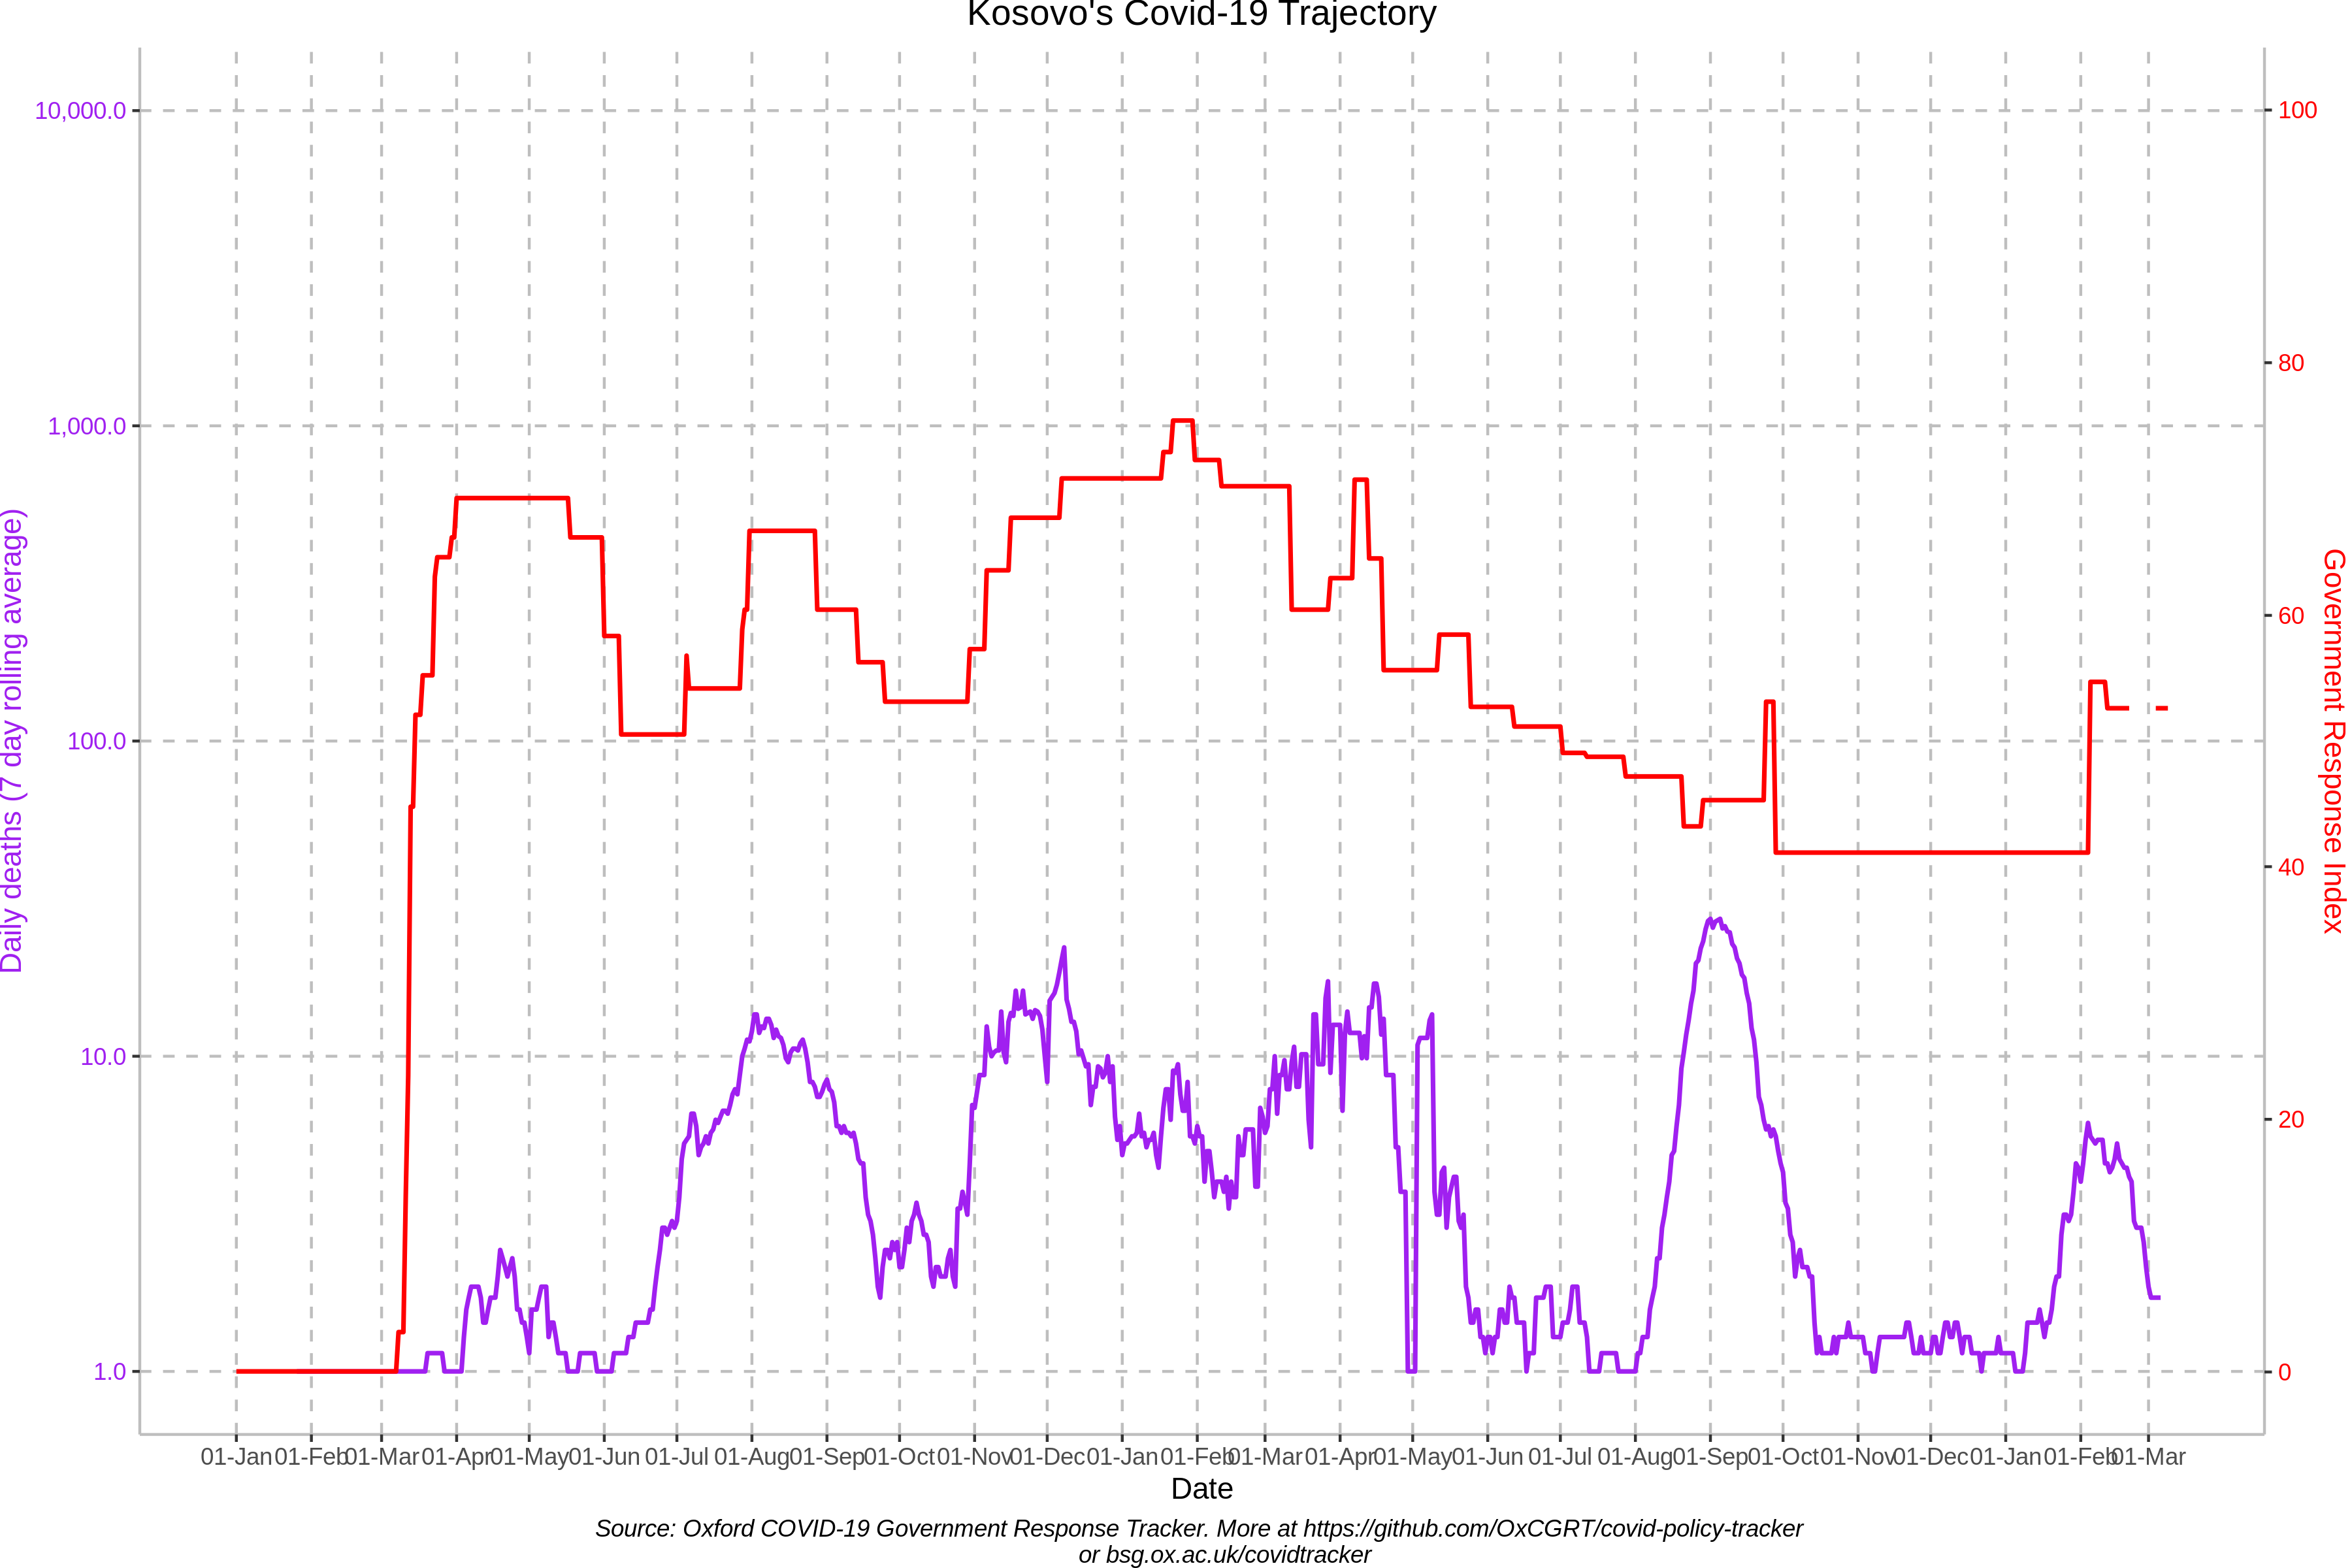 Kosovo's Covid-19 Trajectory
10,000.0
1,000.0
100.0
10.0
1.0
Daily deaths (7 day rolling average)
100
80
60
40
20
0
Government Response Index
01-Jan 01-Feb 01-Mar 01-Apr 01-May 01-Jun 01-Jul 01-Aug 01-Sep 01-Oct 01-Nov 01-Dec 01-Jan 01-Feb 01-Mar 01-Apr 01-May 01-Jun 01-Jul 01-Aug 01-Sep 01-Oct 01-Nov 01-Dec 01-Jan 01-Feb 01-Mar
Date
Source: Oxford COVID-19 Government Response Tracker. More at https://github.com/OxCGRT/covid-policy-tracker
or bsg.ox.ac.uk/covidtracker